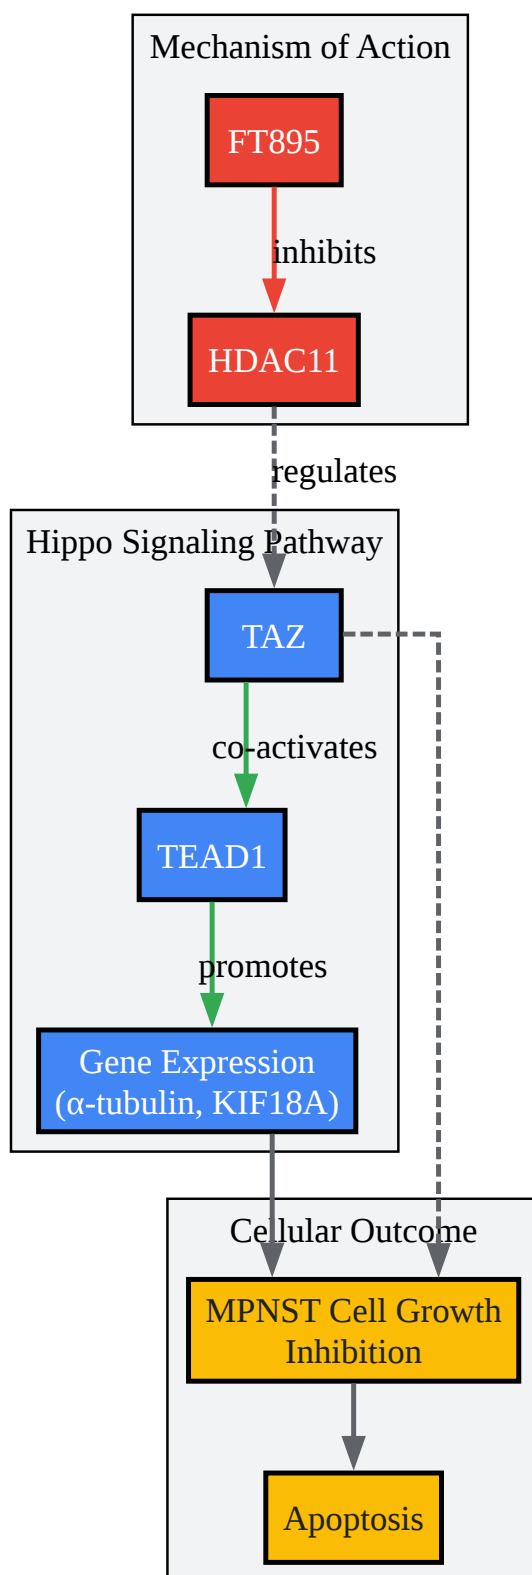 Mechanism of Action
FT895
inhibits
HDAC11
regulates
Hippo Signaling Pathway
TAZ
co-activates
TEAD1
promotes
Gene Expression
(α-tubulin, KIF18A)
Cellular Outcome
MPNST Cell Growth
Inhibition
Apoptosis